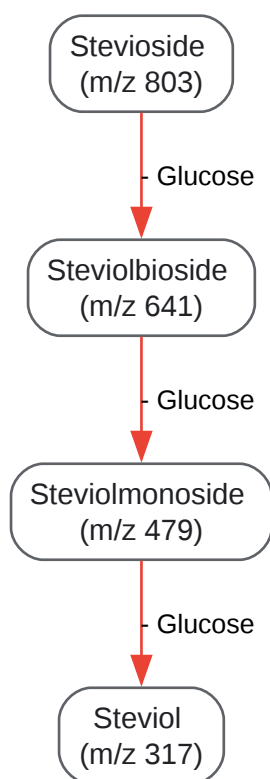 Stevioside
(m/z 803)
- Glucose
Steviolbioside
(m/z 641)
- Glucose
Steviolmonoside
(m/z 479)
- Glucose
Steviol
(m/z 317)